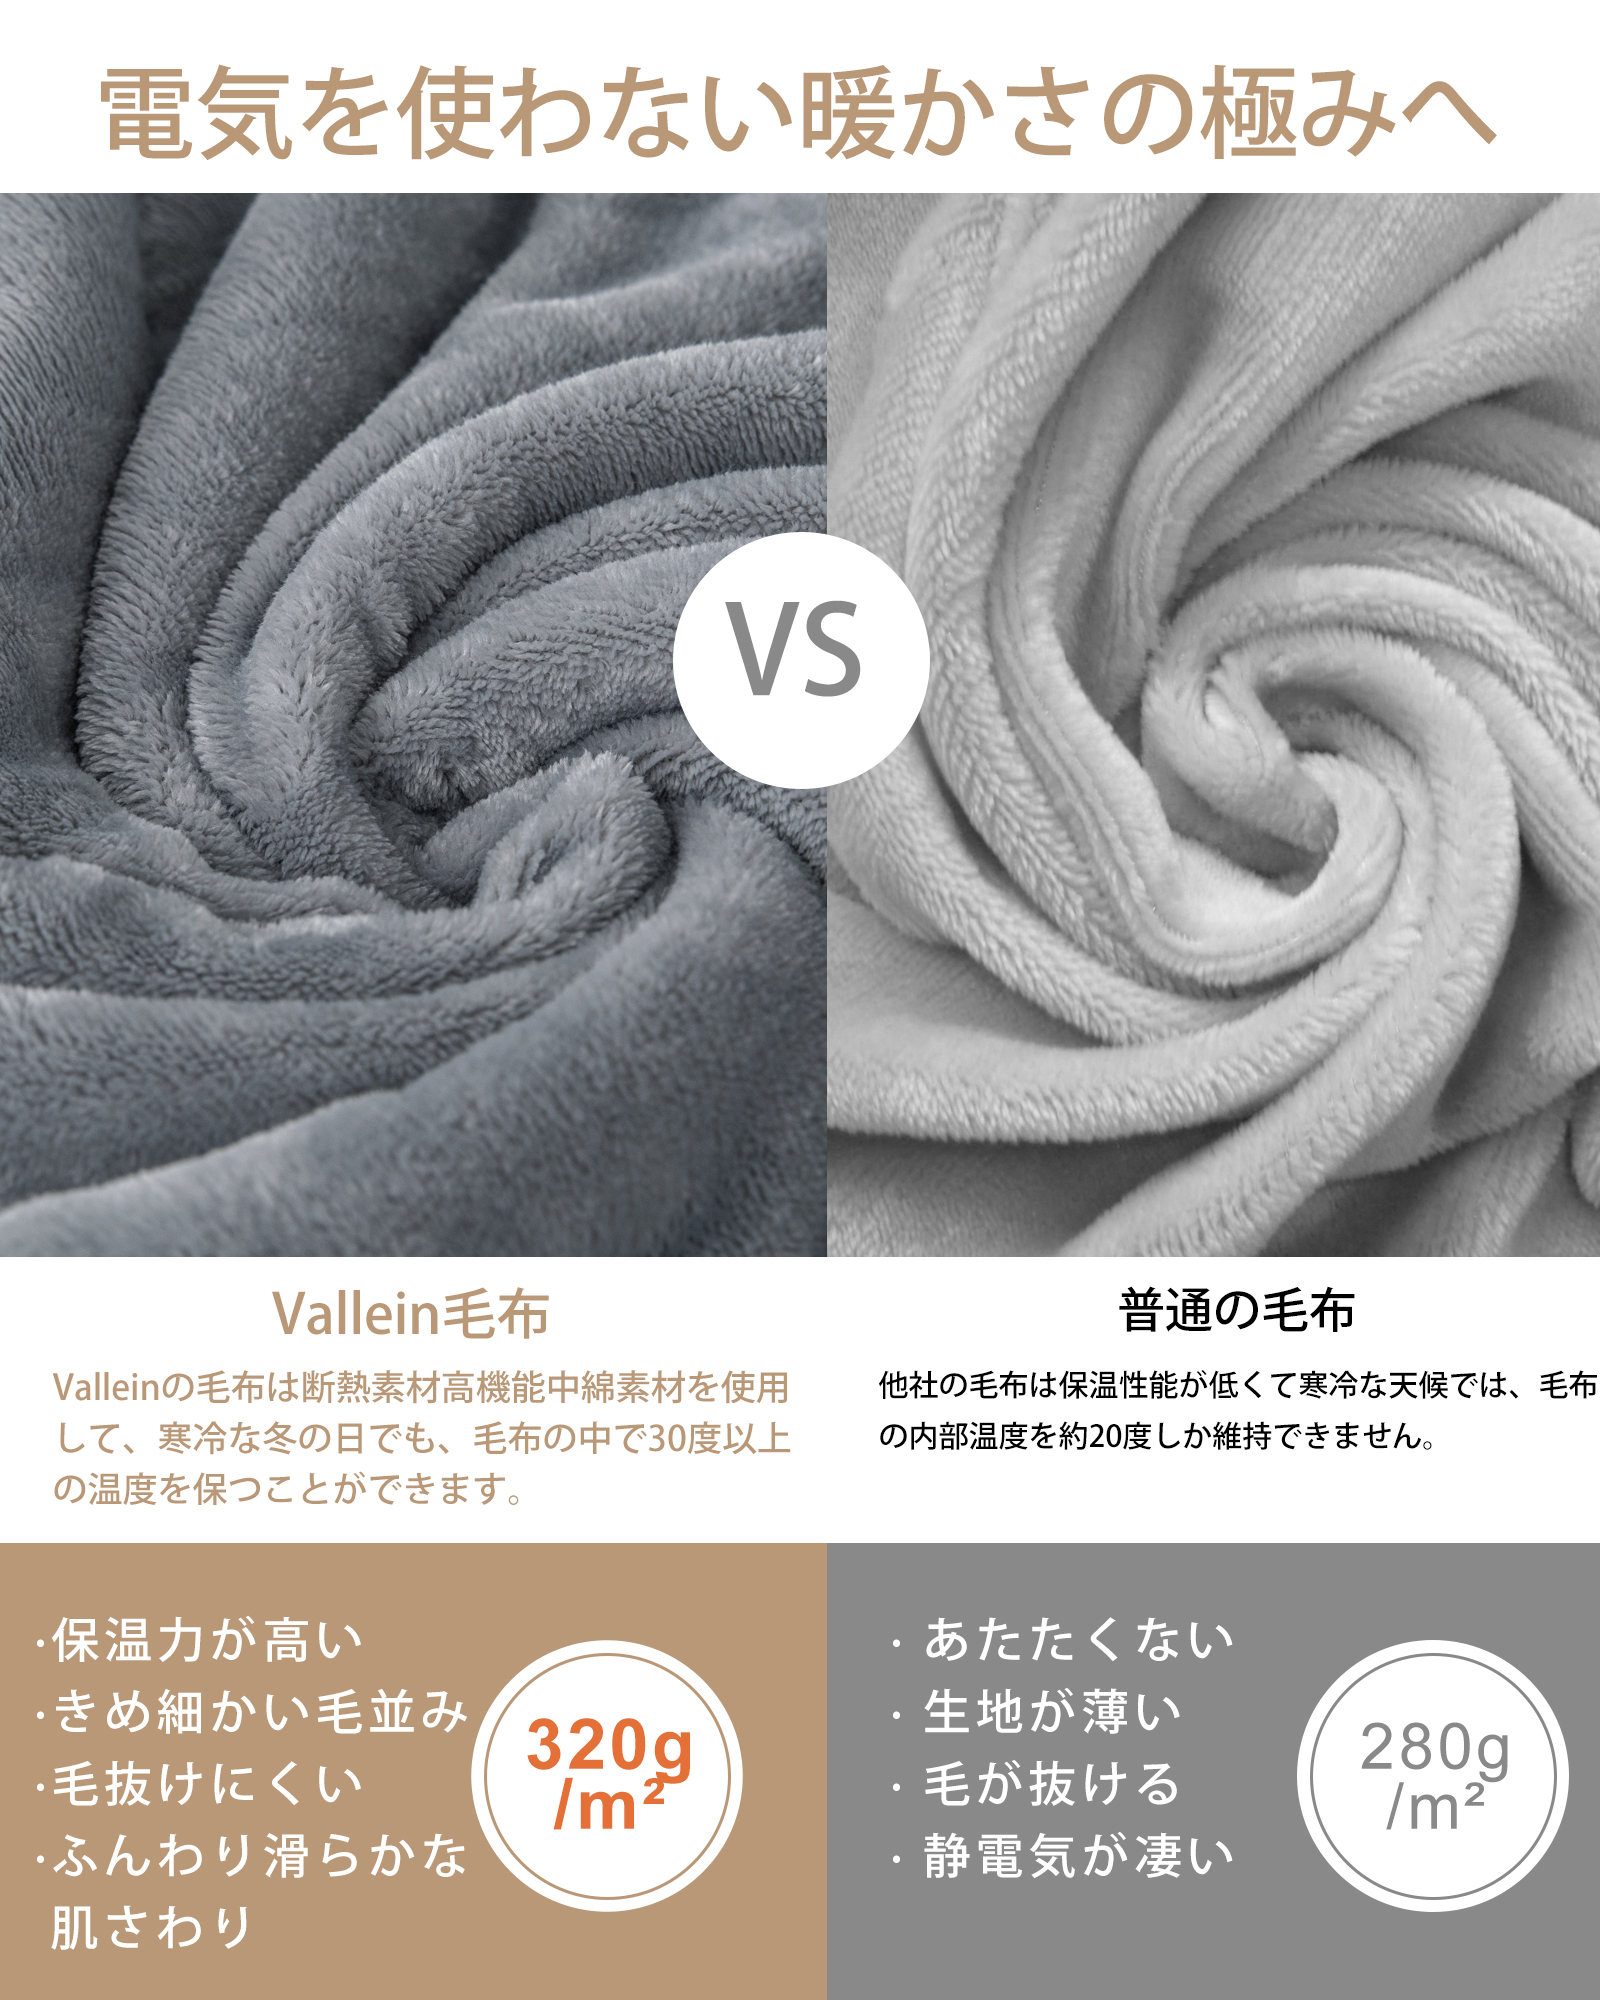 電気を使わない暖かさの極みへ
VS
Vallein毛布
Valleinの毛布は断熱素材高機能中綿素材を使用
して、寒冷な冬の日でも、毛布の中で30度以上
の温度を保つことができます。
普通の毛布
他社の毛布は保温性能が低くて寒冷な天候では、毛布
の内部温度を約20度しか維持できません。
·保温力が高い
·きめ細かい毛並み
·毛抜けにくい
·ふんわり滑らかな
肌さわり
320g
/m²
· あたたくない
· 生地が薄い
· 毛が抜ける
· 静電気が凄い
280g
/m²